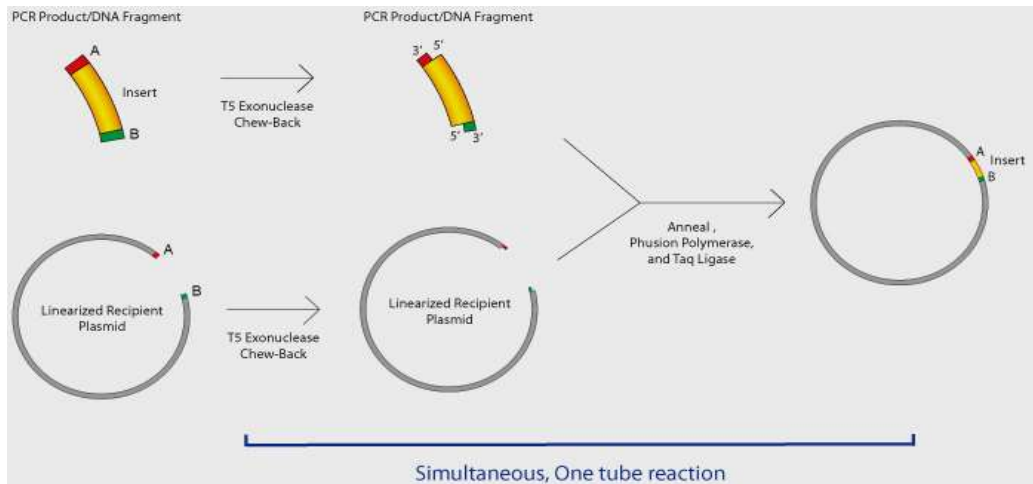 PCR Product/DNA Fragment
A
Insert
B
T5 Exonuclease
Chew-Back
PCR Product/DNA Fragment
3’
5’
5’
3’
A
B
Linearized Recipient
Plasmid
T5 Exonuclease
Chew-Back
Linearized Recipient
Plasmid
Anneal ,
Phusion Polymerase,
and Taq Ligase
A
Insert
B
Simultaneous, One tube reaction